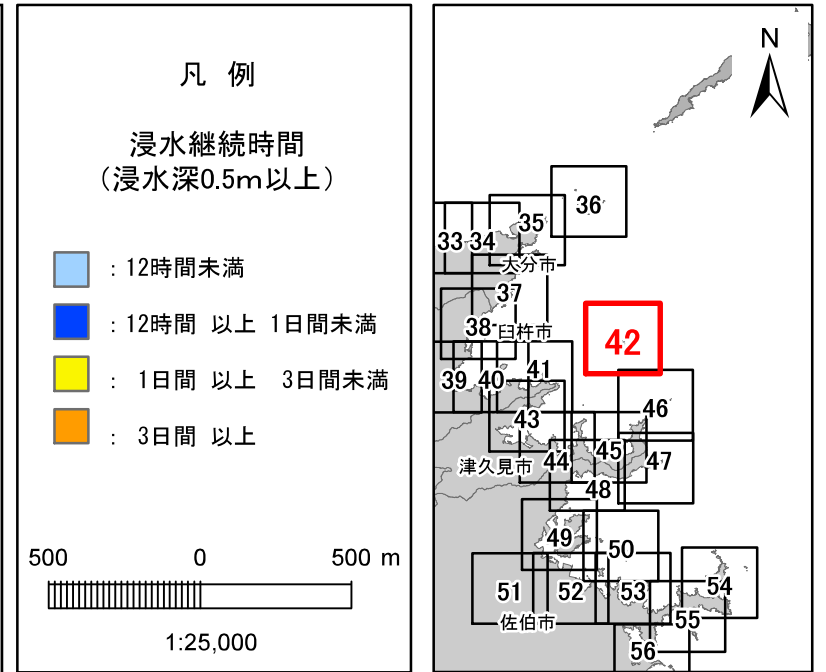 凡 例
浸水継続時間
（浸水深0.5m以上）
：12時間未満
：12時間 以上 1日間未満
： 1日間 以上 3日間未満
： 3日間 以上
500 0 500 m
1:25,000
N
36
35
33 34
大分市
37
38 臼杵市
42
41
39 40
46
43
45
津久見市 44 47
48
49
50
51 52 53 54
佐伯市 55
56